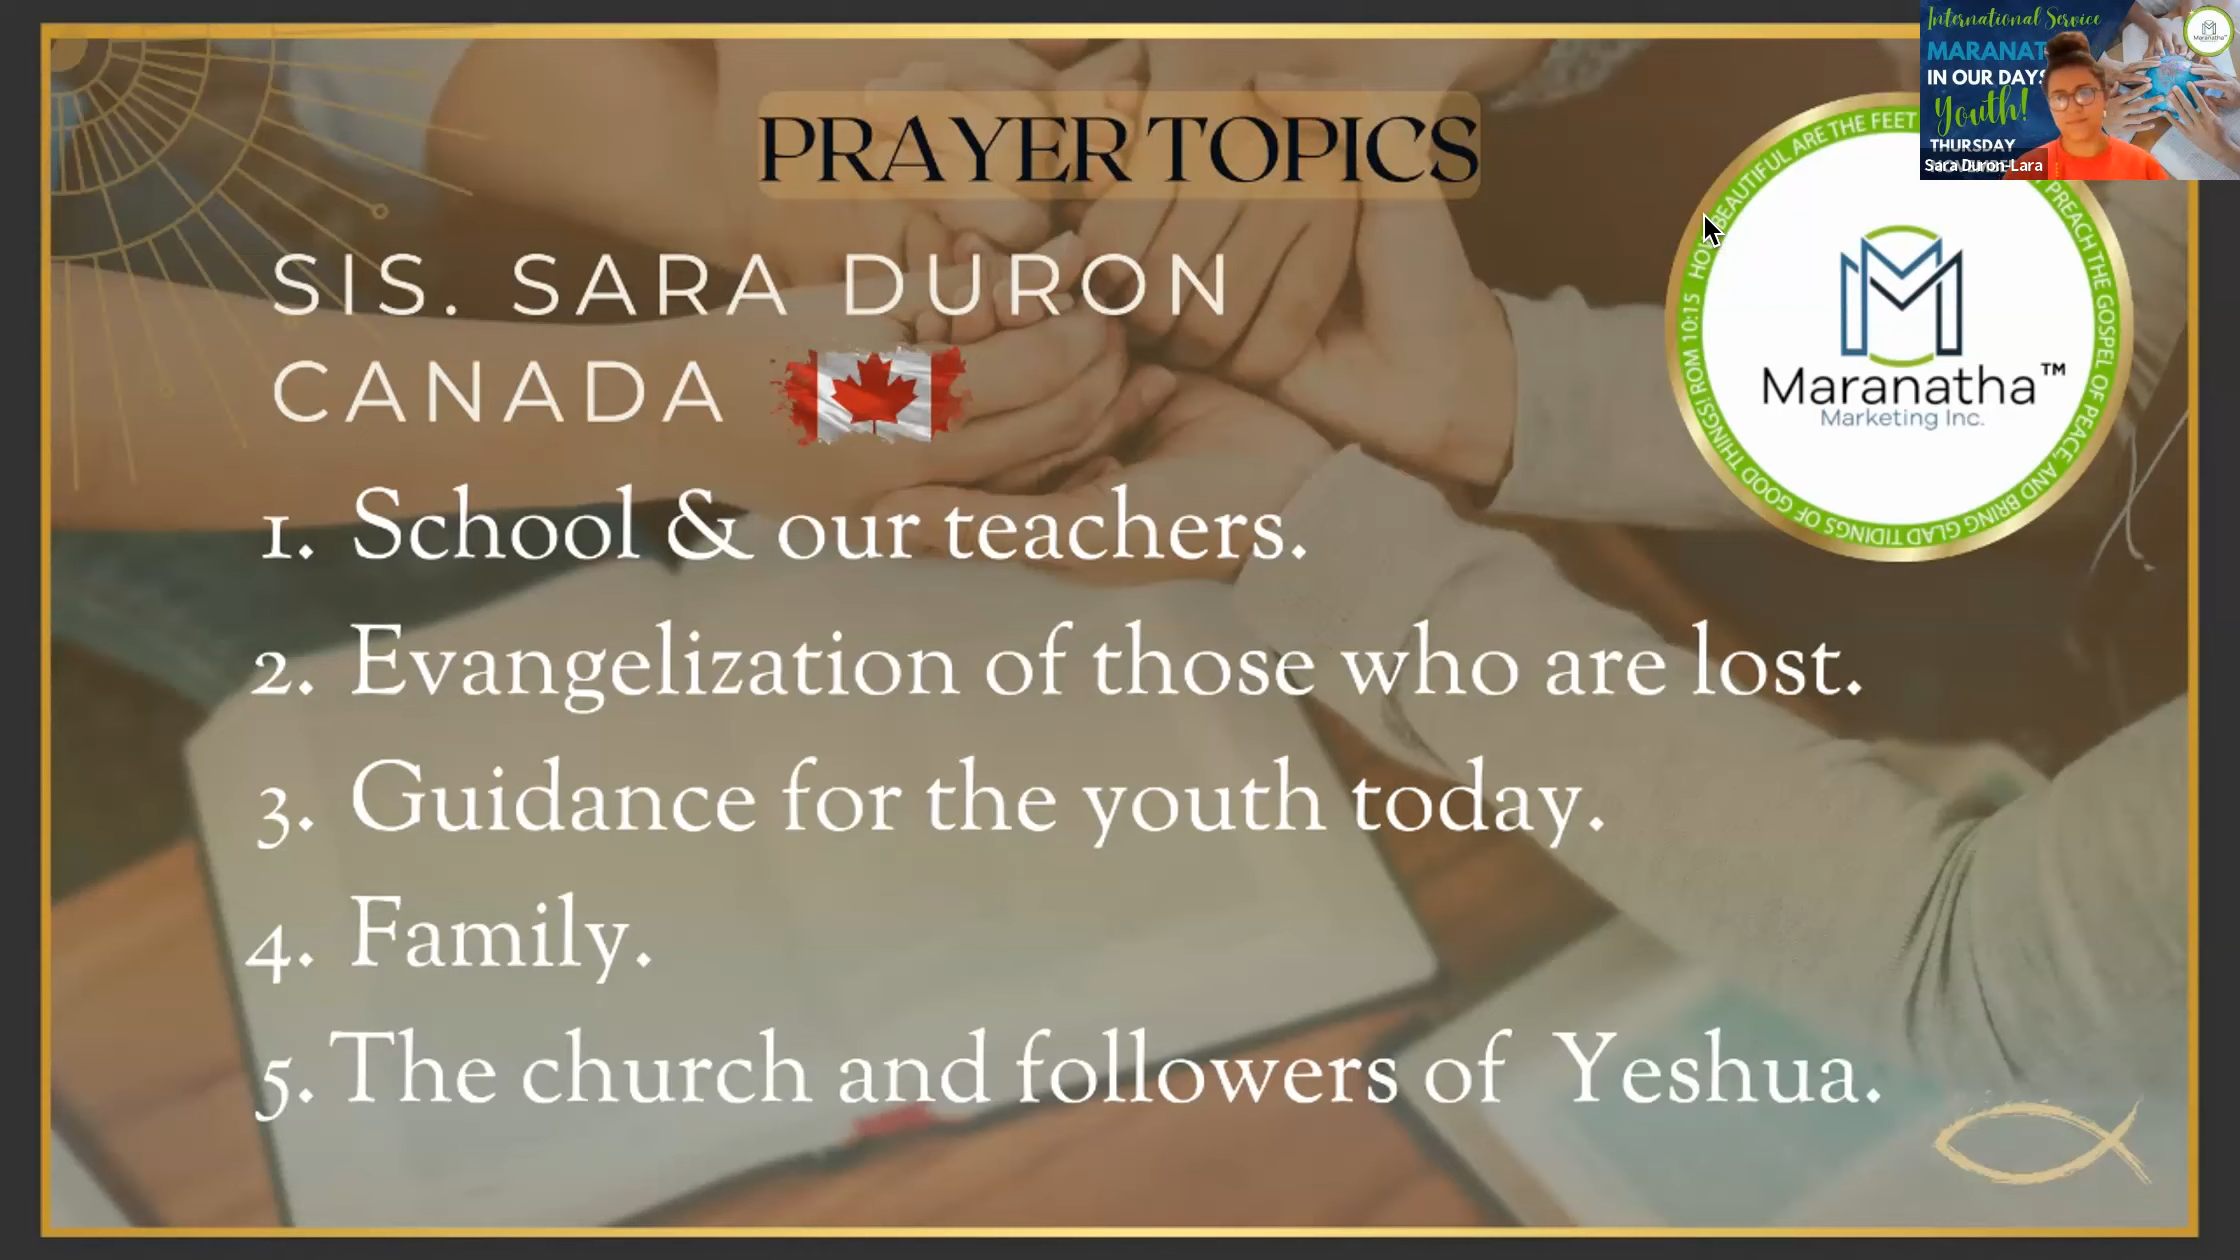 PRAYER TOPICS
SIS. SARA DURON
CANADA
1. School & our teachers.
2. Evangelization of those who are lost.
3. Guidance for the youth today.
4. Family.
5. The church and followers of Yeshua.
International Service
MARANAT
IN OUR DAYS
Youth!
THURSDAY
Sara Duron-Lara
Maranatha
BEAUTIFUL ARE THE FEET
PREACH THE GOSPEL OF PEACE, AND BRING GLAD TIDINGS OF GOOD THINGS! ROM 10:15
Maranatha™
Marketing Inc.